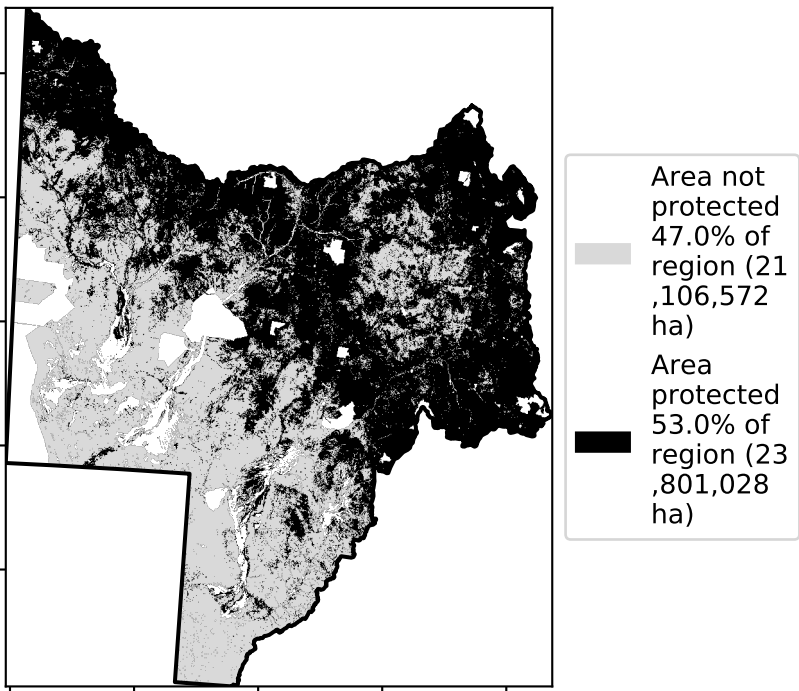 Area not
protected
47.0% of
region (21
,106,572
ha)
Area
protected
53.0% of
region (23
,801,028
ha)